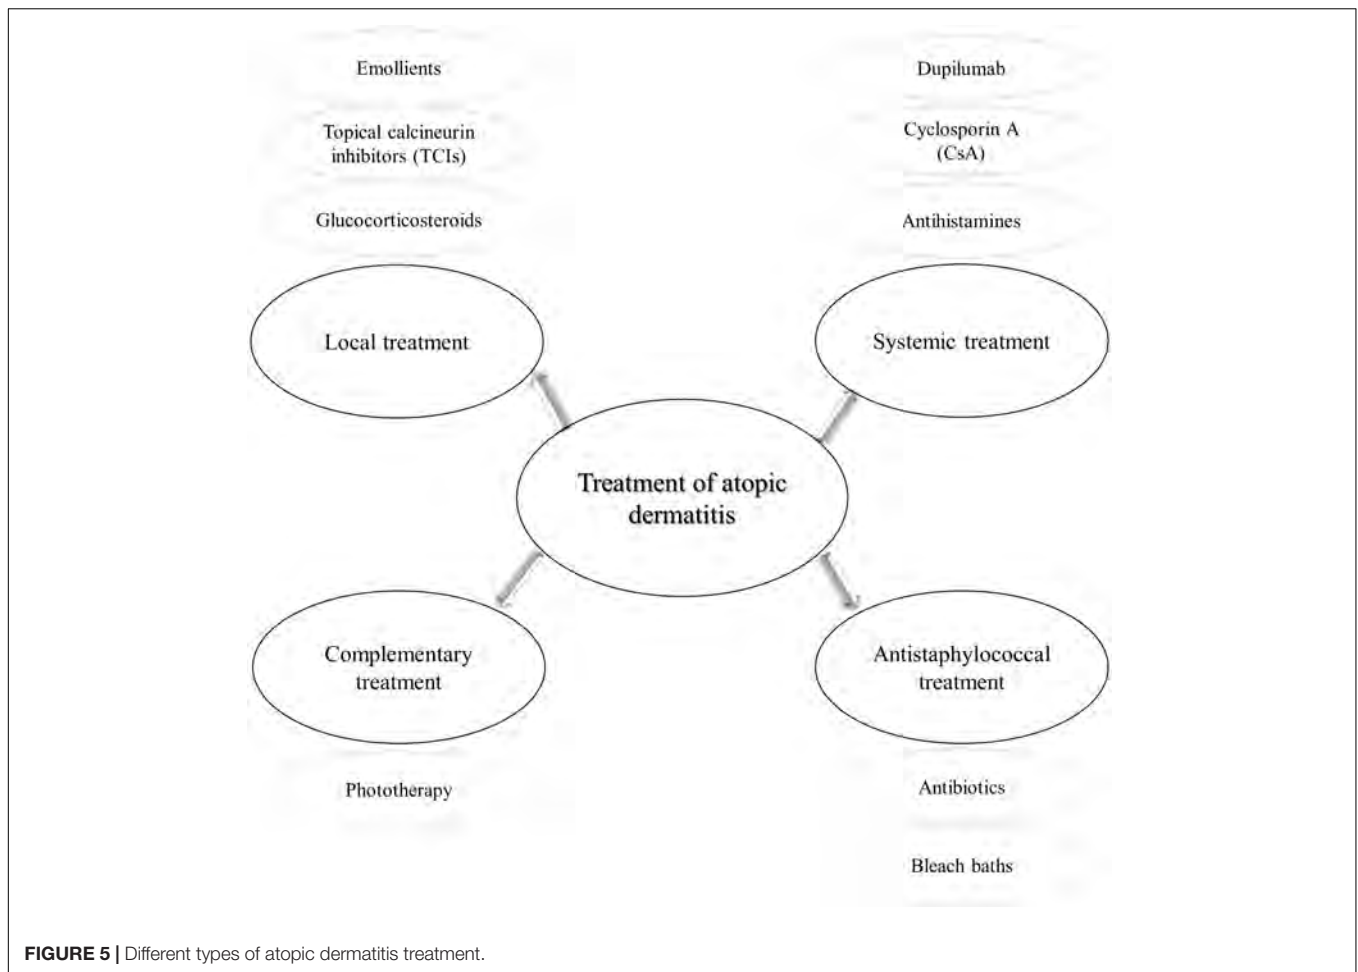 Emollients
Topical calcineurin
inhibitors (TCIs)
Glucocorticosteroids
Local treatment
Dupilumab
Cyclosporin A
(CsA)
Antihistamines
Systemic treatment
Treatment of atopic
dermatitis
Complementary
treatment
Phototherapy
Antistaphylococcal
treatment
Antibiotics
Bleach baths
FIGURE 5 | Different types of atopic dermatitis treatment.